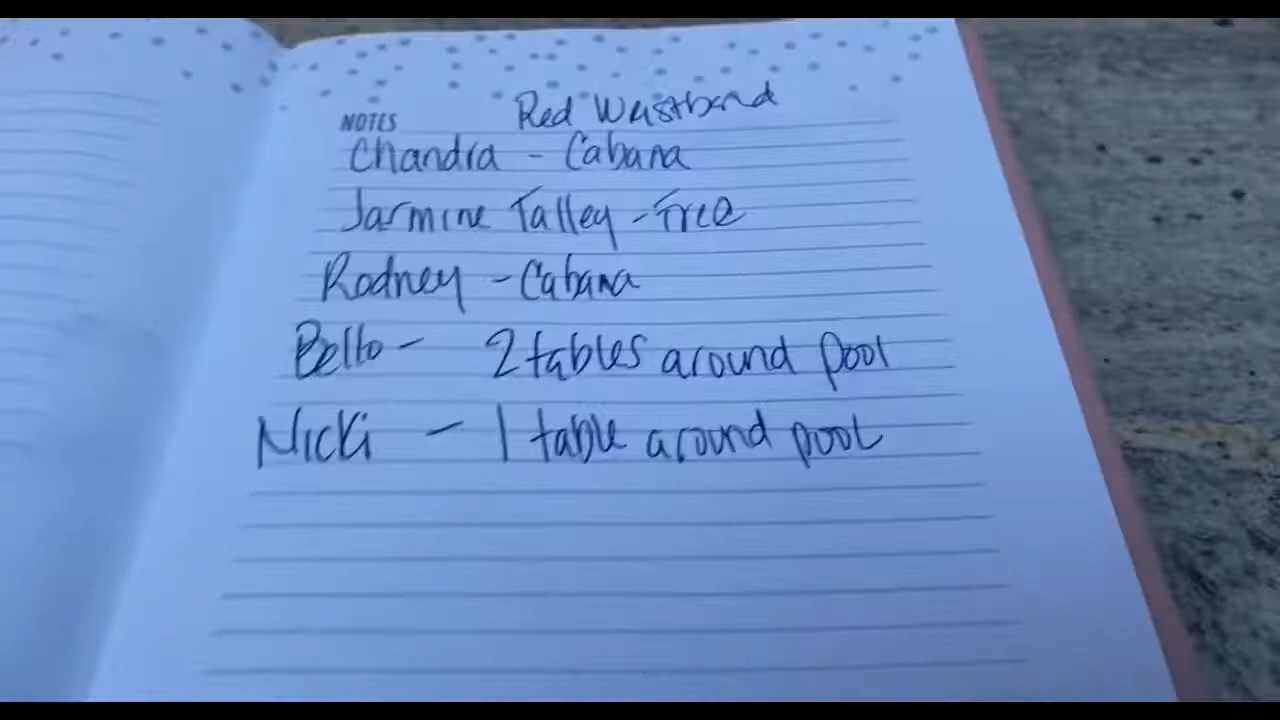 Red Wristband
NOTES
Chandra - Cabana
Jasmine Talley - Free
Rodney - Cabana
Bello - 2 tables around pool
Nicki - 1 table around pool